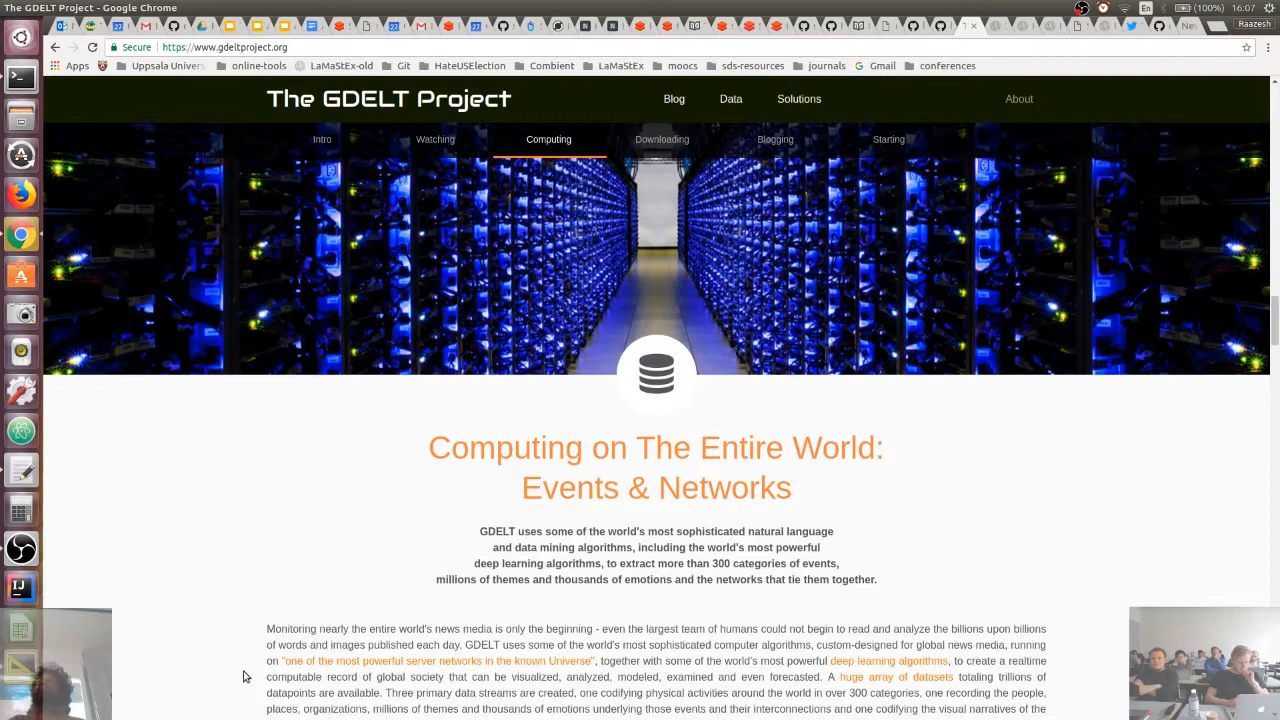 The GDELT Project - Google Chrome
En
(100%)
16:07
Raazesh
Secure
https://www.gdeltproject.org
Apps
Uppsala Univers
online-tools
LaMaStEx-old
Git
HateUSElection
Combient
LaMaStEx
moocs
sds-resources
journals
Gmail
conferences
The GDELT Project
Blog
Data
Solutions
About
Intro
Watching
Computing
Downloading
Blogging
Starting
Computing on The Entire World:
Events & Networks
GDELT uses some of the world's most sophisticated natural language
and data mining algorithms, including the world's most powerful
deep learning algorithms, to extract more than 300 categories of events,
millions of themes and thousands of emotions and the networks that tie them together.
Monitoring nearly the entire world's news media is only the beginning - even the largest team of humans could not begin to read and analyze the billions upon billions
of words and images published each day. GDELT uses some of the world's most sophisticated computer algorithms, custom-designed for global news media, running
on "one of the most powerful server networks in the known Universe", together with some of the world's most powerful deep learning algorithms, to create a realtime
computable record of global society that can be visualized, analyzed, modeled, examined and even forecasted. A huge array of datasets totaling trillions of
datapoints are available. Three primary data streams are created, one codifying physical activities around the world in over 300 categories, one recording the people,
places, organizations, millions of themes and thousands of emotions underlying those events and their interconnections and one codifying the visual narratives of the